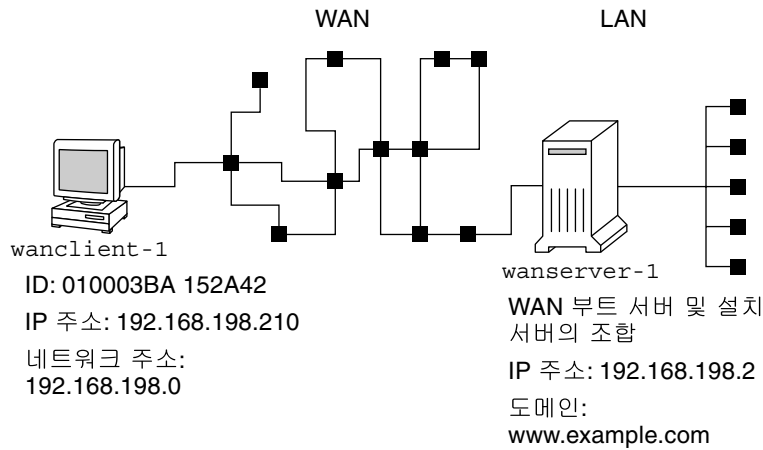 WAN
LAN
wanclient-1
ID: 010003BA 152A42
IP 주소: 192.168.198.210
네트워크 주소:
192.168.198.0
wanserver-1
WAN 부트 서버 및 설치
서버의 조합
IP 주소: 192.168.198.2
도메인:
www.example.com